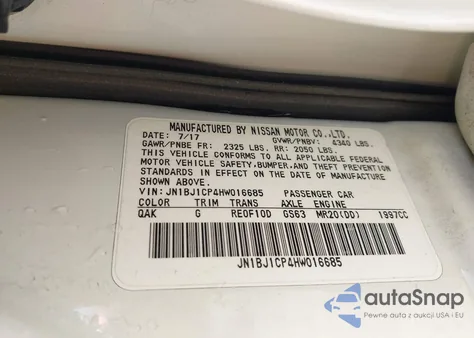 MANUFACTURED BY NISSAN MOTOR CO.,LTD.
DATE: 7/17 GVWR/PNBV: 4340 LBS.
GAWR/PNBE FR: 2325 LBS. RR: 2050 LBS.
THIS VEHICLE CONFORMS TO ALL APPLICABLE FEDERAL
MOTOR VEHICLE SAFETY,BUMPER,AND THEFT PREVENTION
STANDARDS IN EFFECT ON THE DATE OF MANUFACTURE
SHOWN ABOVE.
VIN: JN1BJ1CP4HW016685 PASSENGER CAR
COLOR TRIM TRANS AXLE ENGINE
QAK G RE0F10D GS63 MR20(DD) 1997CC
JN1BJ1CP4HW016685
autoSnap
Pewne auta z aukcji USA i EU